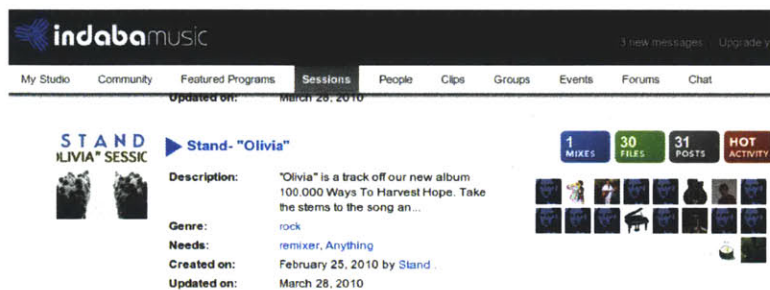 indabamusic
3 new messages Upgrade y
My Studio Community Featured Programs Sessions People Clips Groups Events Forums Chat
Updated on: March 28, 2010
STAND
LIVIA" SESSIC
Stand- "Olivia"
1 MIXES
30 FILES
31 POSTS
HOT ACTIVITY
Description: "Olivia" is a track off our new album
100.000 Ways To Harvest Hope. Take
the stems to the song an...
Genre: rock
Needs: remixer, Anything
Created on: February 25, 2010 by Stand .
Updated on: March 28, 2010